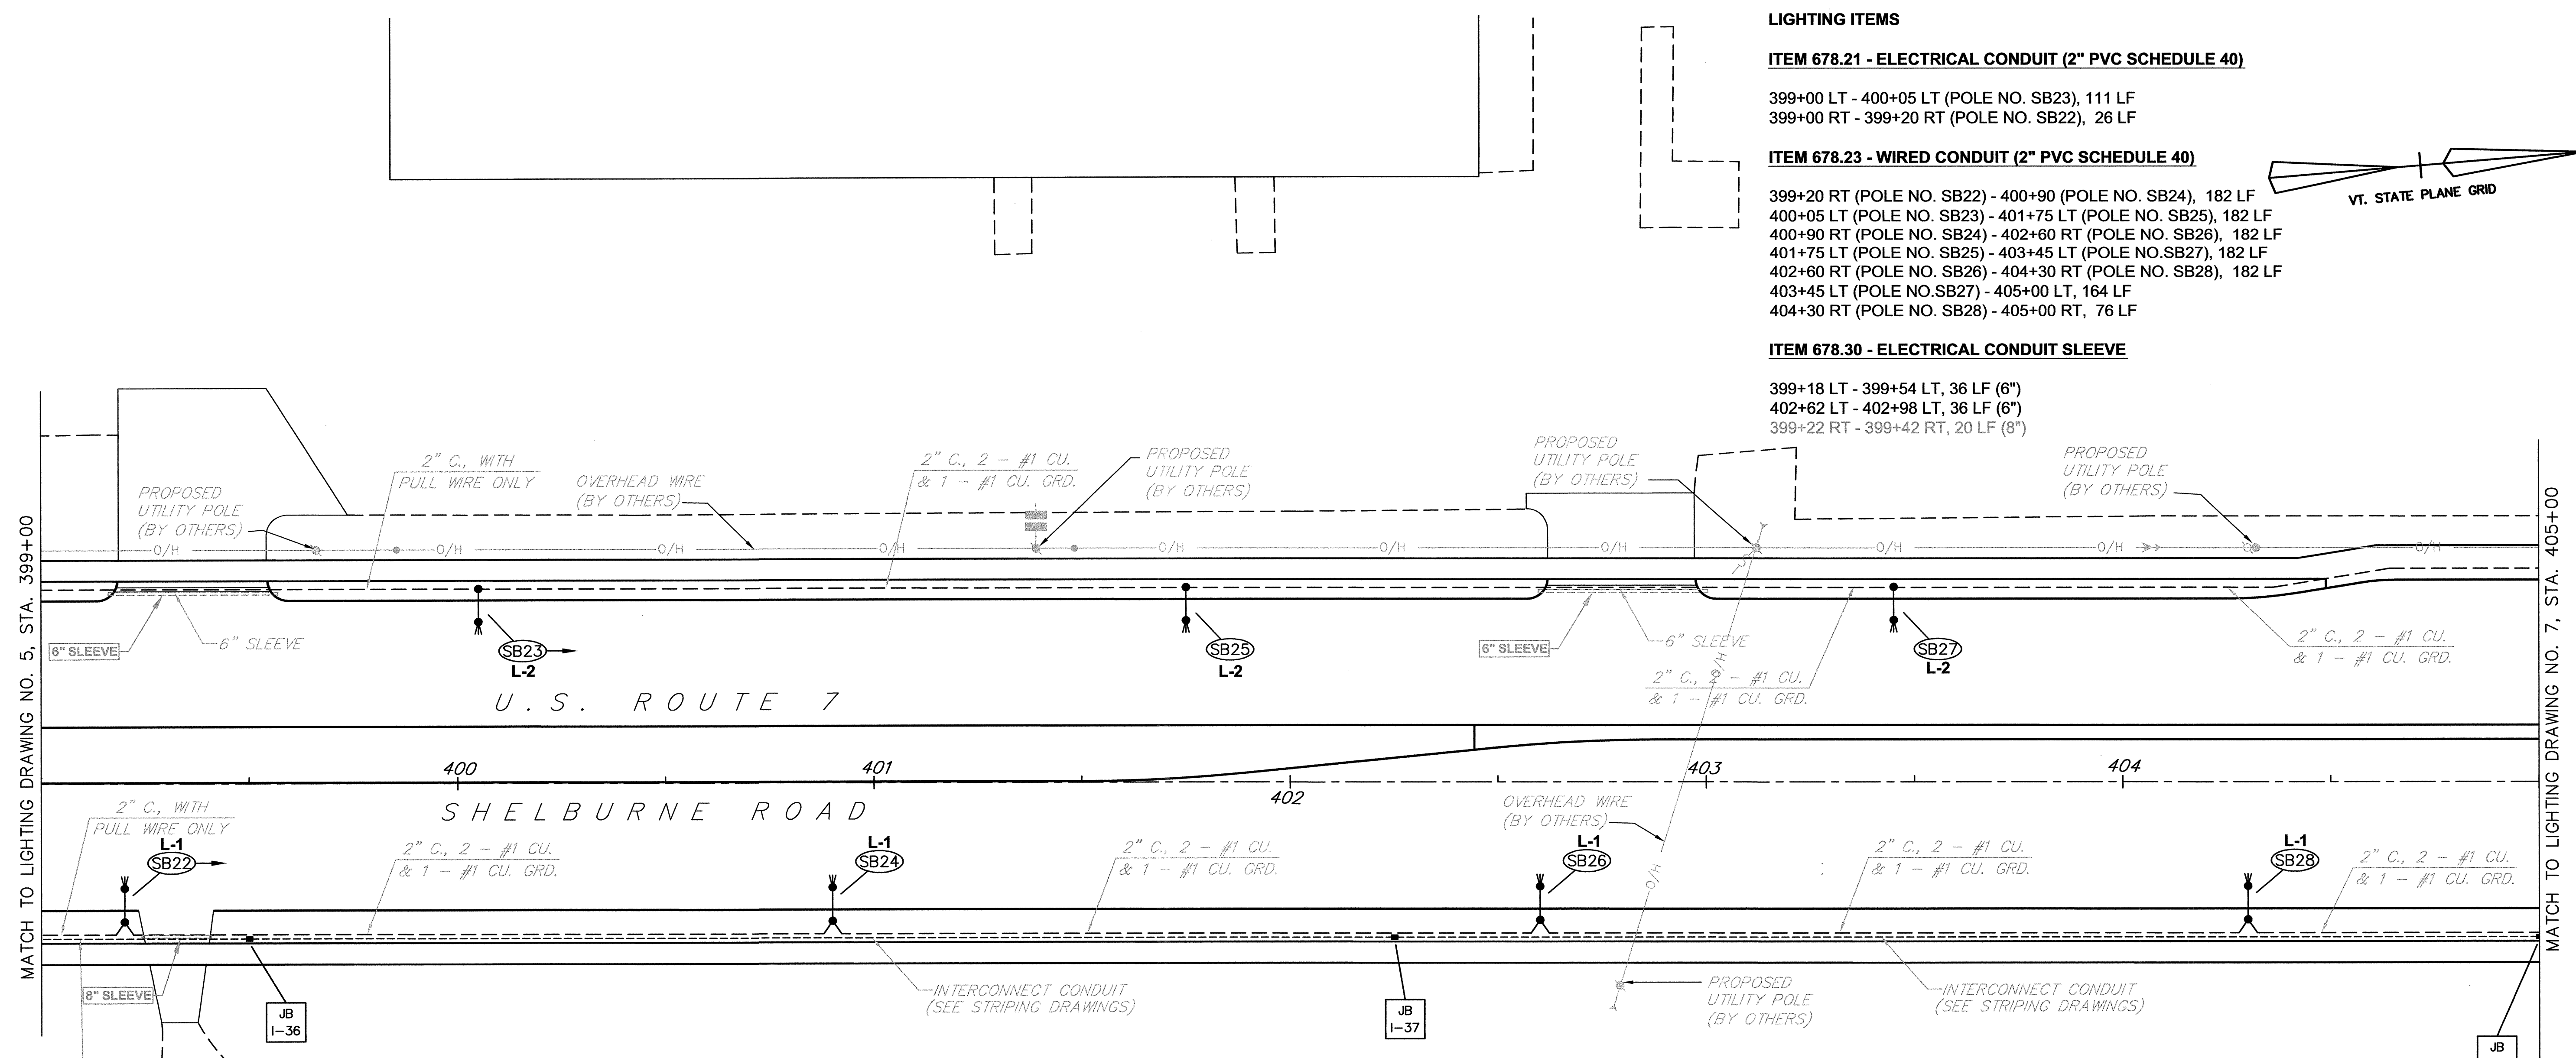 LIGHTING ITEMS
ITEM 678.21 - ELECTRICAL CONDUIT (2" PVC SCHEDULE 40)
399+00 LT - 400+05 LT (POLE NO. SB23), 111 LF
399+00 RT - 399+20 RT (POLE NO. SB22), 26 LF
ITEM 678.23 - WIRED CONDUIT (2" PVC SCHEDULE 40)
399+20 RT (POLE NO. SB22) - 400+90 (POLE NO. SB24), 182 LF
400+05 LT (POLE NO. SB23) - 401+75 LT (POLE NO. SB25), 182 LF
400+90 RT (POLE NO. SB24) - 402+60 RT (POLE NO. SB26), 182 LF
401+75 LT (POLE NO. SB25) - 403+45 LT (POLE NO.SB27), 182 LF
402+60 RT (POLE NO. SB26) - 404+30 RT (POLE NO. SB28), 182 LF
403+45 LT (POLE NO.SB27) - 405+00 LT, 164 LF
404+30 RT (POLE NO. SB28) - 405+00 RT, 76 LF
ITEM 678.30 - ELECTRICAL CONDUIT SLEEVE
399+18 LT - 399+54 LT, 36 LF (6")
402+62 LT - 402+98 LT, 36 LF (6")
399+22 RT - 399+42 RT, 20 LF (8")
VT. STATE PLANE GRID
MATCH TO LIGHTING DRAWING NO. 5, STA. 399+00
PROPOSED
UTILITY POLE
(BY OTHERS)
2" C., WITH
PULL WIRE ONLY
OVERHEAD WIRE
(BY OTHERS)
2" C., 2 - #1 CU.
& 1 - #1 CU. GRD.
PROPOSED
UTILITY POLE
(BY OTHERS)
PROPOSED
UTILITY POLE
(BY OTHERS)
PROPOSED
UTILITY POLE
(BY OTHERS)
O/H
O/H
O/H
O/H
O/H
O/H
O/H
O/H
O/H
O/H
6" SLEEVE
6" SLEEVE
SB23
L-2
SB25
L-2
6" SLEEVE
6" SLEEVE
O/H
SB27
L-2
2" C., 2 - #1 CU.
& 1 - #1 CU. GRD.
2" C., 2 - #1 CU.
& 1 - #1 CU. GRD.
U.S. ROUTE 7
400
401
402
403
404
SHELBURNE ROAD
2" C., WITH
PULL WIRE ONLY
L-1
SB22
2" C., 2 - #1 CU.
& 1 - #1 CU. GRD.
L-1
SB24
2" C., 2 - #1 CU.
& 1 - #1 CU. GRD.
OVERHEAD WIRE
(BY OTHERS)
L-1
SB26
O/H
2" C., 2 - #1 CU.
& 1 - #1 CU. GRD.
L-1
SB28
2" C., 2 - #1 CU.
& 1 - #1 CU. GRD.
8" SLEEVE
JB
I-36
INTERCONNECT CONDUIT
(SEE STRIPING DRAWINGS)
JB
I-37
PROPOSED
UTILITY POLE
(BY OTHERS)
INTERCONNECT CONDUIT
(SEE STRIPING DRAWINGS)
JB
MATCH TO LIGHTING DRAWING NO. 7, STA. 405+00